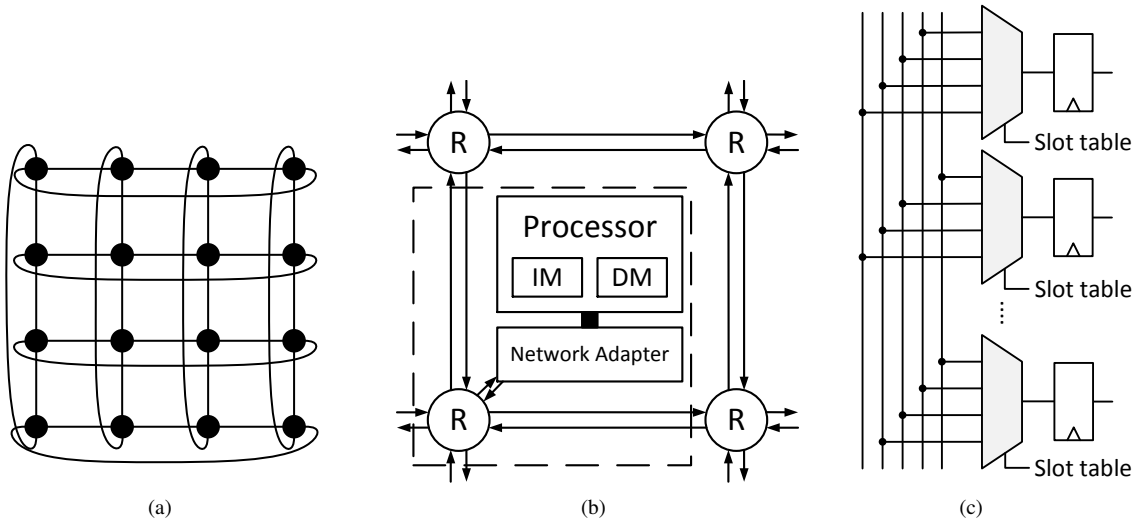 R
R
Processor
IM
DM
Network Adapter
R
R
Slot table
Slot table
Slot table
(a)
(b)
(c)